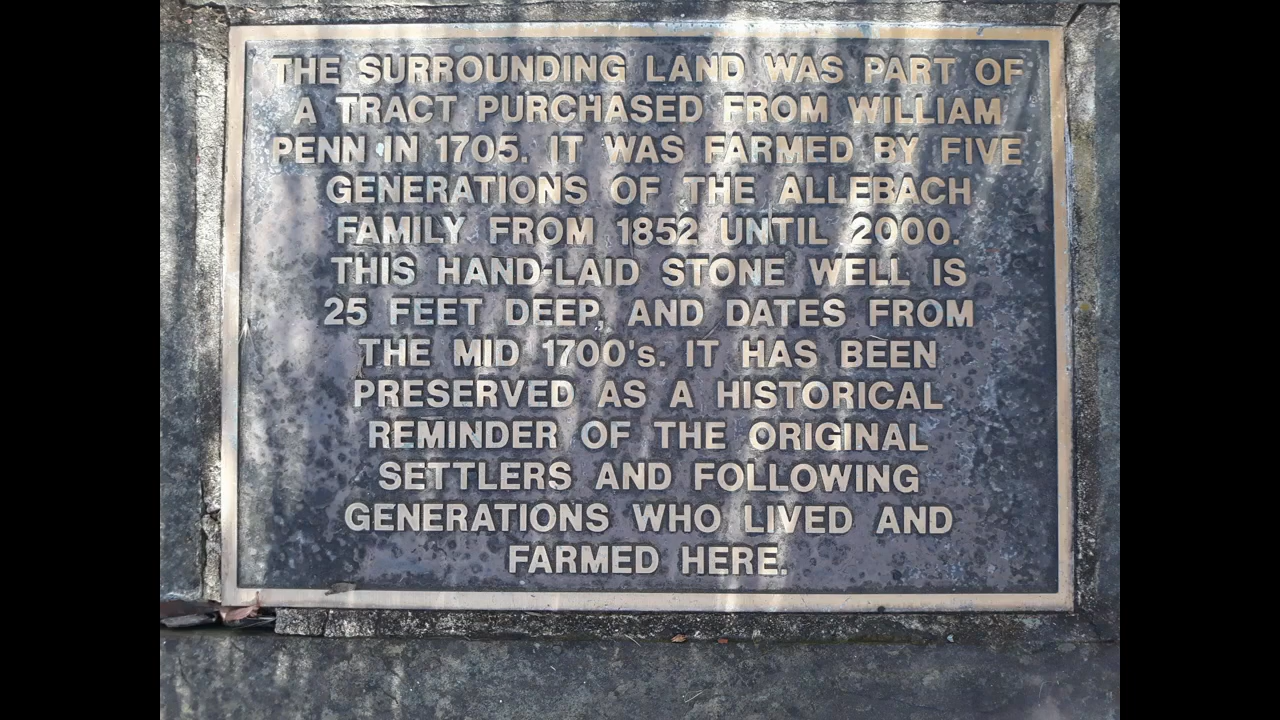 THE SURROUNDING LAND WAS PART OF
A TRACT PURCHASED FROM WILLIAM
PENN IN 1705. IT WAS FARMED BY FIVE
GENERATIONS OF THE ALLEBACH
FAMILY FROM 1852 UNTIL 2000.
THIS HAND-LAID STONE WELL IS
25 FEET DEEP, AND DATES FROM
THE MID 1700's. IT HAS BEEN
PRESERVED AS A HISTORICAL
REMINDER OF THE ORIGINAL
SETTLERS AND FOLLOWING
GENERATIONS WHO LIVED AND
FARMED HERE.